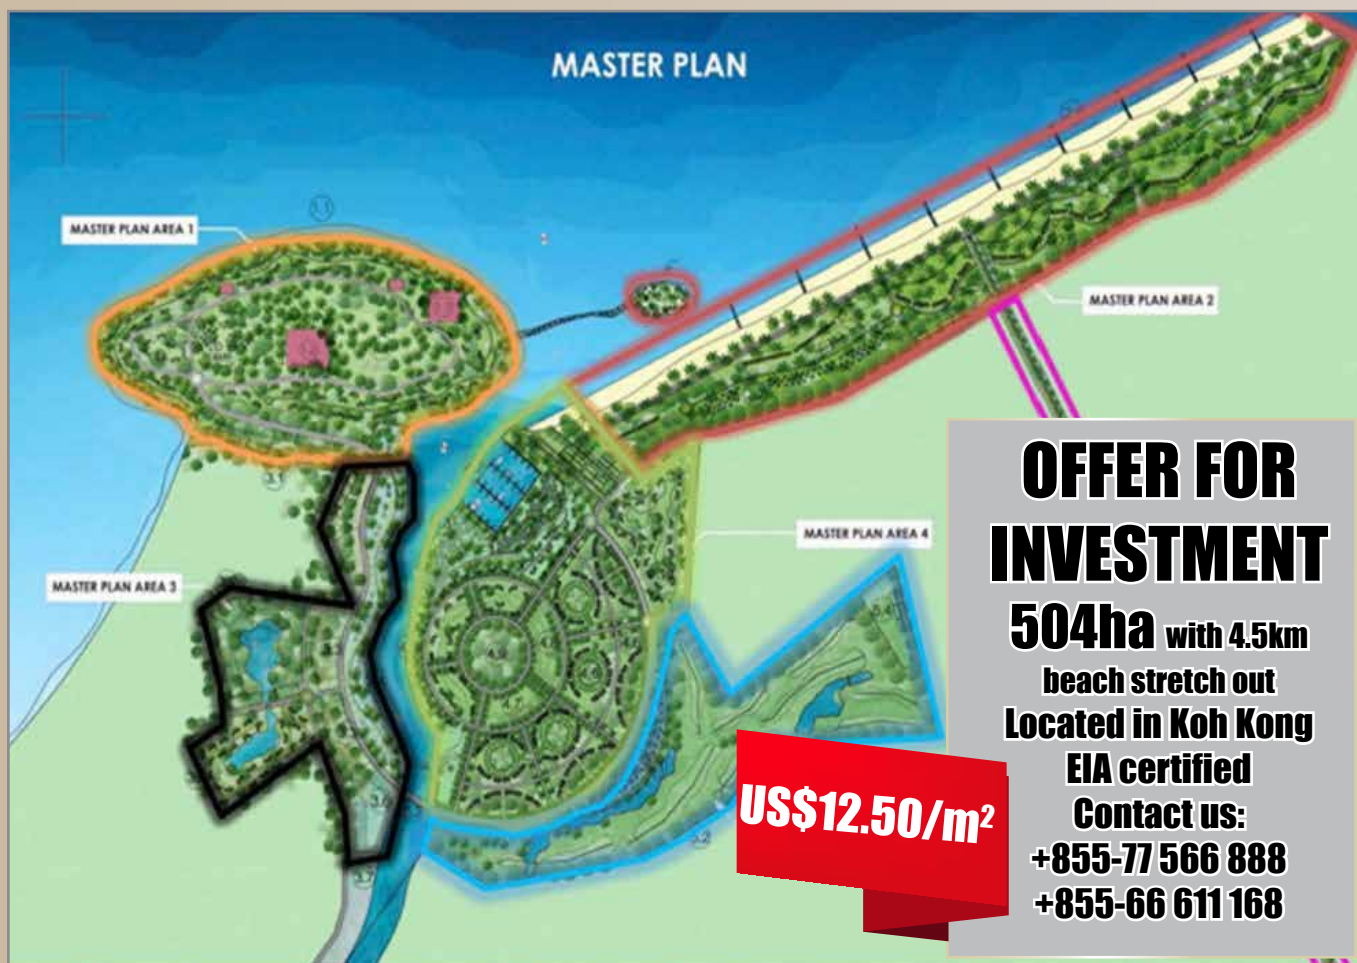 MASTER PLAN
MASTER PLAN AREA 1
MASTER PLAN AREA 2
MASTER PLAN AREA 4
MASTER PLAN AREA 3
OFFER FOR
INVESTMENT
504ha with 4.5km
beach stretch out
Located in Koh Kong
EIA certified
Contact us:
+855-77 566 888
+855-66 611 168
US$12.50/m²